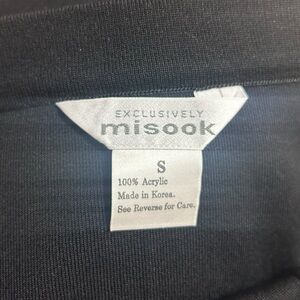 EXCLUSIVELY
misook
S
100% Acrylic
Made in Korea.
See Reverse for Care.